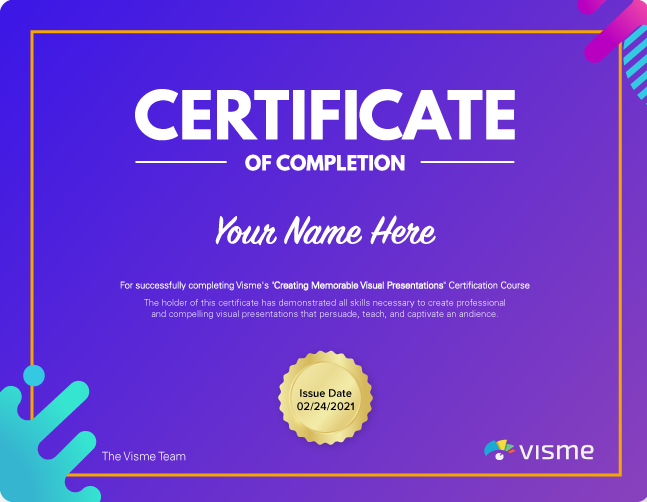 CERTIFICATE
OF COMPLETION
Your Name Here
For successfully completing Visme's "Creating Memorable Visual Presentations" Certification Course
The holder of this certificate has demonstrated all skills necessary to create professional
and compelling visual presentations that persuade, teach, and captivate an audience.
Issue Date
02/24/2021
The Visme Team
visme